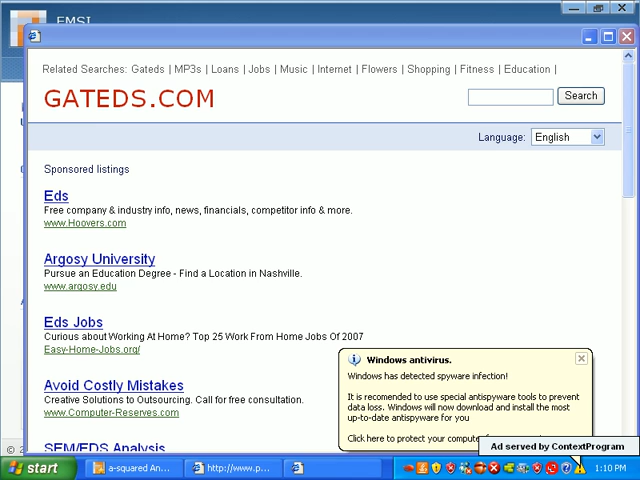 EMSI
Related Searches: Gateds | MP3s | Loans | Jobs | Music | Internet | Flowers | Shopping | Fitness | Education |
GATEDS.COM
Search
Language: English
Sponsored listings
Eds
Free company & industry info, news, financials, competitor info & more.
www.Hoovers.com
Argosy University
Pursue an Education Degree - Find a Location in Nashville.
www.argosy.edu
Eds Jobs
Curious about Working At Home? Top 25 Work From Home Jobs Of 2007
Easy-Home-Jobs.org/
Avoid Costly Mistakes
Creative Solutions to Outsourcing. Call for free consultation.
www.Computer-Reserves.com
SEM/EDS Analysis
Windows antivirus.
Windows has detected spyware infection!
It is recomended to use special antispyware tools to prevent
data loss. Windows will now download and install the most
up-to-date antispyware for you
Click here to protect your computer
Ad served by ContextProgram
start
a-squared An...
http://www.p...
1:10 PM